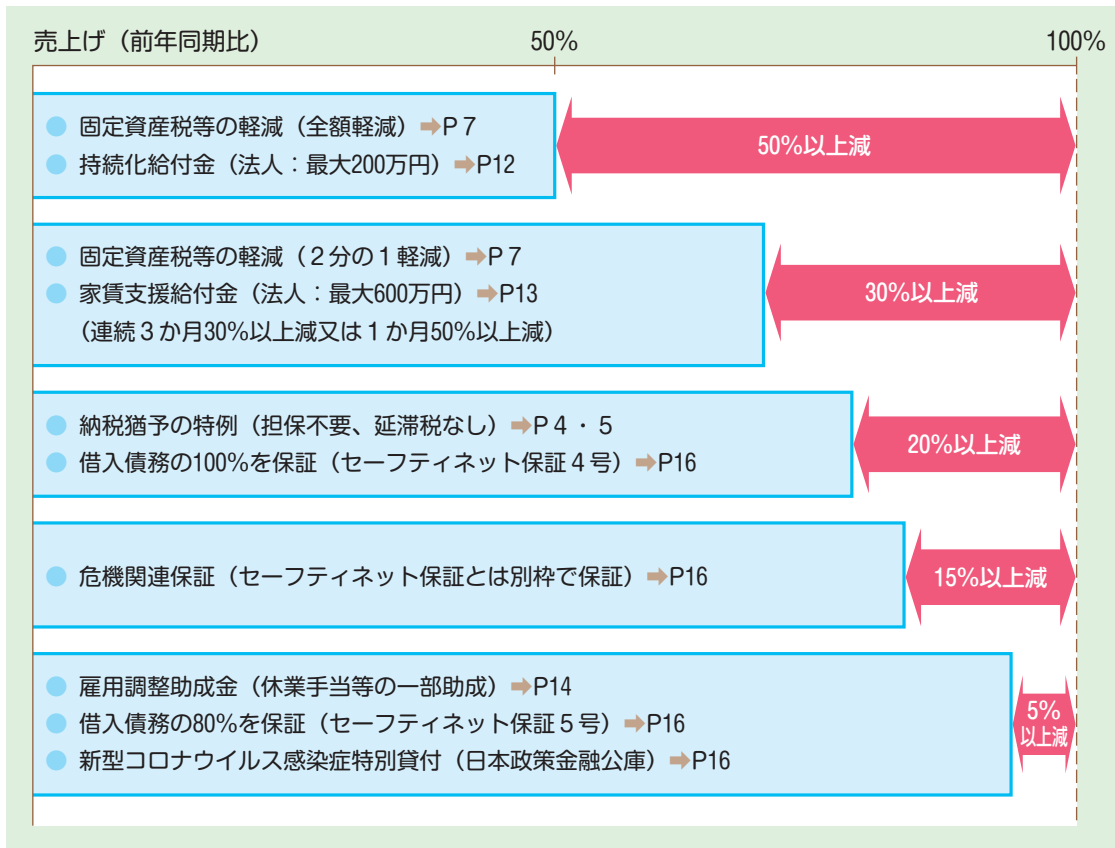 売上げ（前年同期比）
50%
100%
● 固定資産税等の軽減（全額軽減）➡P７
● 持続化給付金（法人：最大200万円）➡P12
50%以上減
● 固定資産税等の軽減（２分の１軽減）➡P７
● 家賃支援給付金（法人：最大600万円）➡P13
（連続３か月30%以上減又は１か月50%以上減）
30%以上減
● 納税猶予の特例（担保不要、延滞税なし）➡P４・５
● 借入債務の100%を保証（セーフティネット保証４号）➡P16
20%以上減
● 危機関連保証（セーフティネット保証とは別枠で保証）➡P16
15%以上減
● 雇用調整助成金（休業手当等の一部助成）➡P14
● 借入債務の80%を保証（セーフティネット保証５号）➡P16
● 新型コロナウイルス感染症特別貸付（日本政策金融公庫）➡P16
5%
以上減